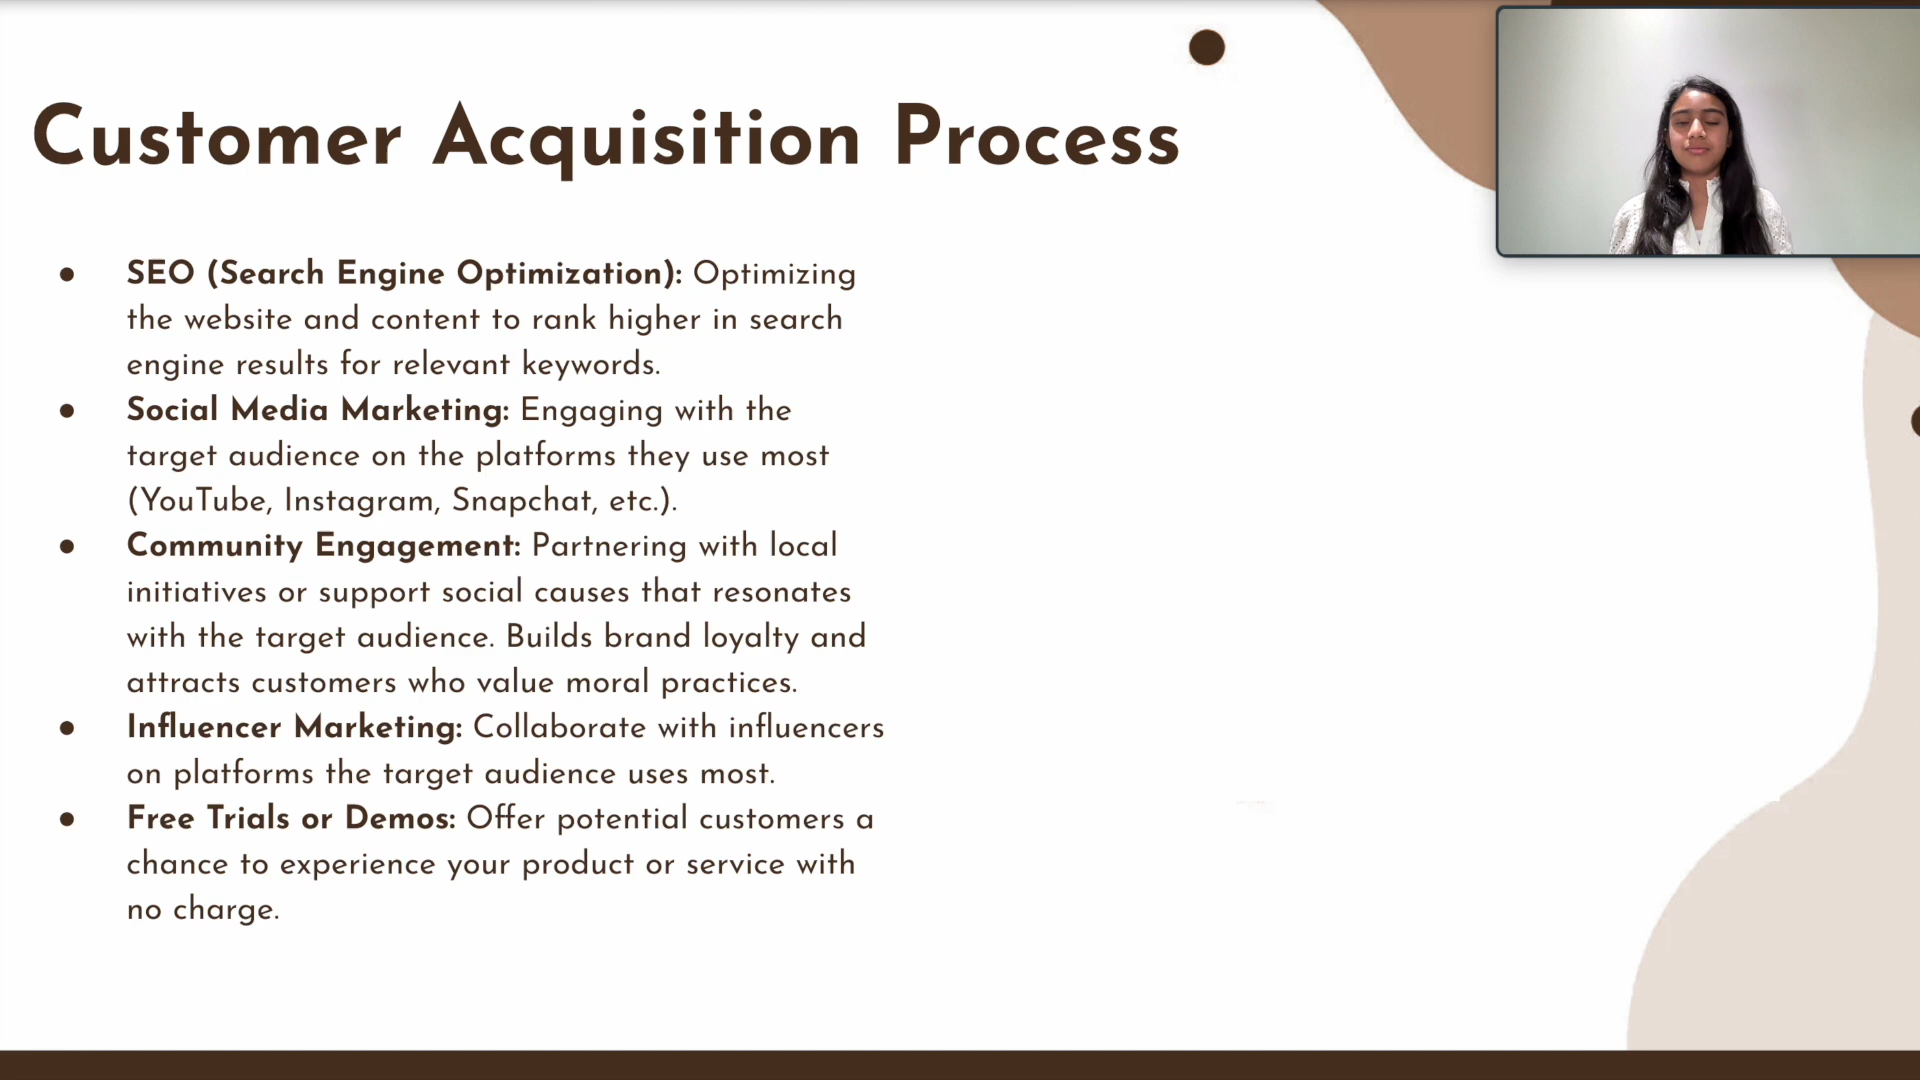 Customer Acquisition Process
● SEO (Search Engine Optimization): Optimizing
the website and content to rank higher in search
engine results for relevant keywords.
● Social Media Marketing: Engaging with the
target audience on the platforms they use most
(YouTube, Instagram, Snapchat, etc.).
● Community Engagement: Partnering with local
initiatives or support social causes that resonates
with the target audience. Builds brand loyalty and
attracts customers who value moral practices.
● Influencer Marketing: Collaborate with influencers
on platforms the target audience uses most.
● Free Trials or Demos: Offer potential customers a
chance to experience your product or service with
no charge.